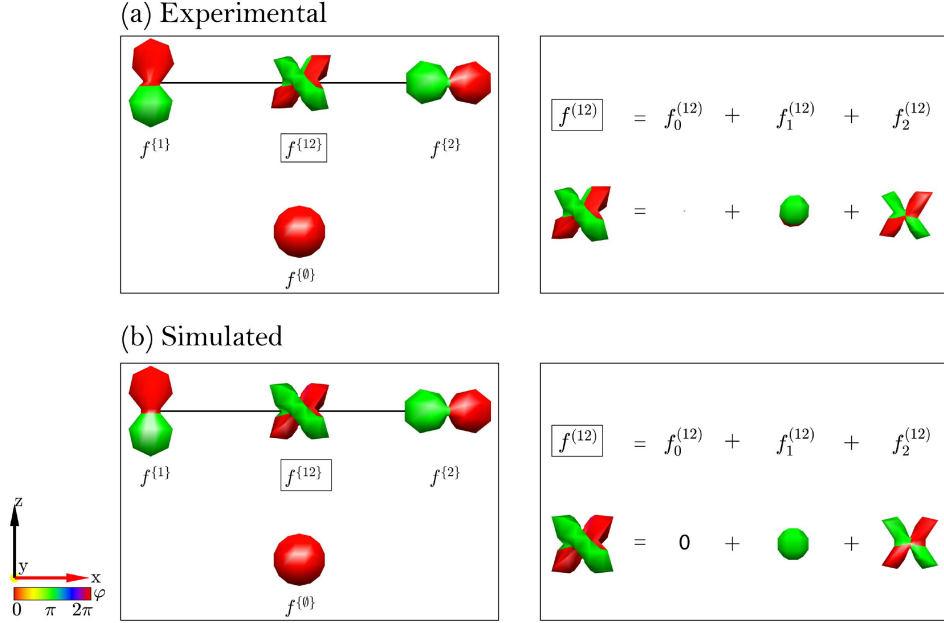 (a) Experimental
f^{1} f^{12} f^{2}
f^{∅}
f^(12) = f_0^(12) + f_1^(12) + f_2^(12)
= + +
(b) Simulated
f^{1} f^{12} f^{2}
f^{∅}
f^(12) = f_0^(12) + f_1^(12) + f_2^(12)
= 0 + +
z
y x
φ
0 π 2π